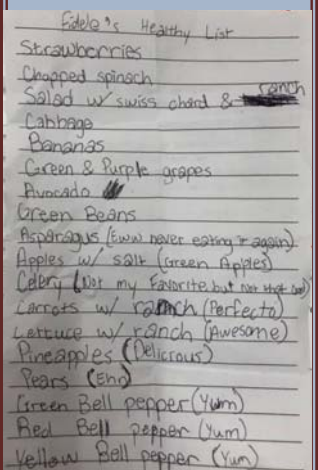 Fidele's Healthy List
Strawberries
Chopped spinach
Salad w/ swiss chard & ranch
Cabbage
Bananas
Green & Purple grapes
Avocado
Green Beans
Asparagus (Eww never eating it again)
Apples w/ salt (Green Apples)
Celery (Not my Favorite but not that bad)
Carrots w/ ranch (Perfecto)
Lettuce w/ ranch (Awesome)
Pineapples (Delicious)
Pears (Eh)
Green Bell pepper (Yum)
Red Bell pepper (Yum)
Yellow Bell pepper (Yum)